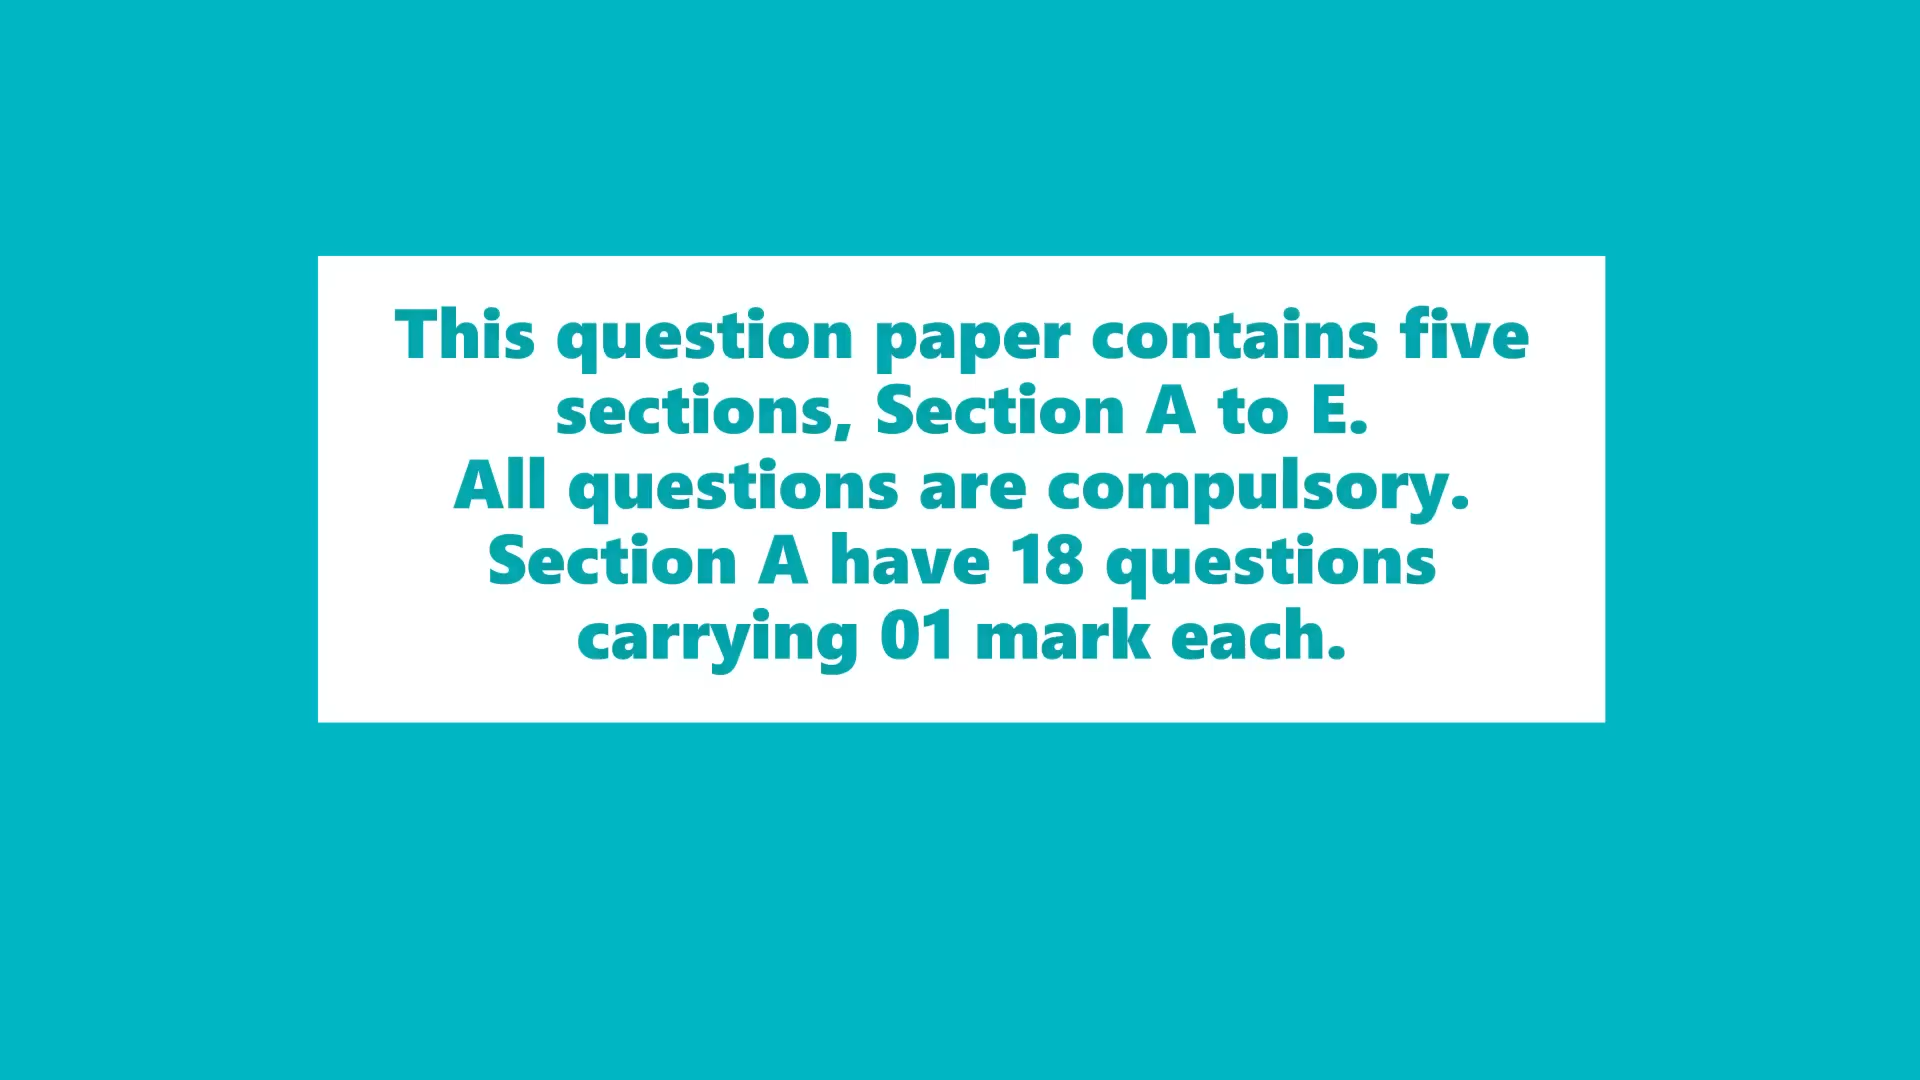 This question paper contains five
sections, Section A to E.
All questions are compulsory.
Section A have 18 questions
carrying 01 mark each.